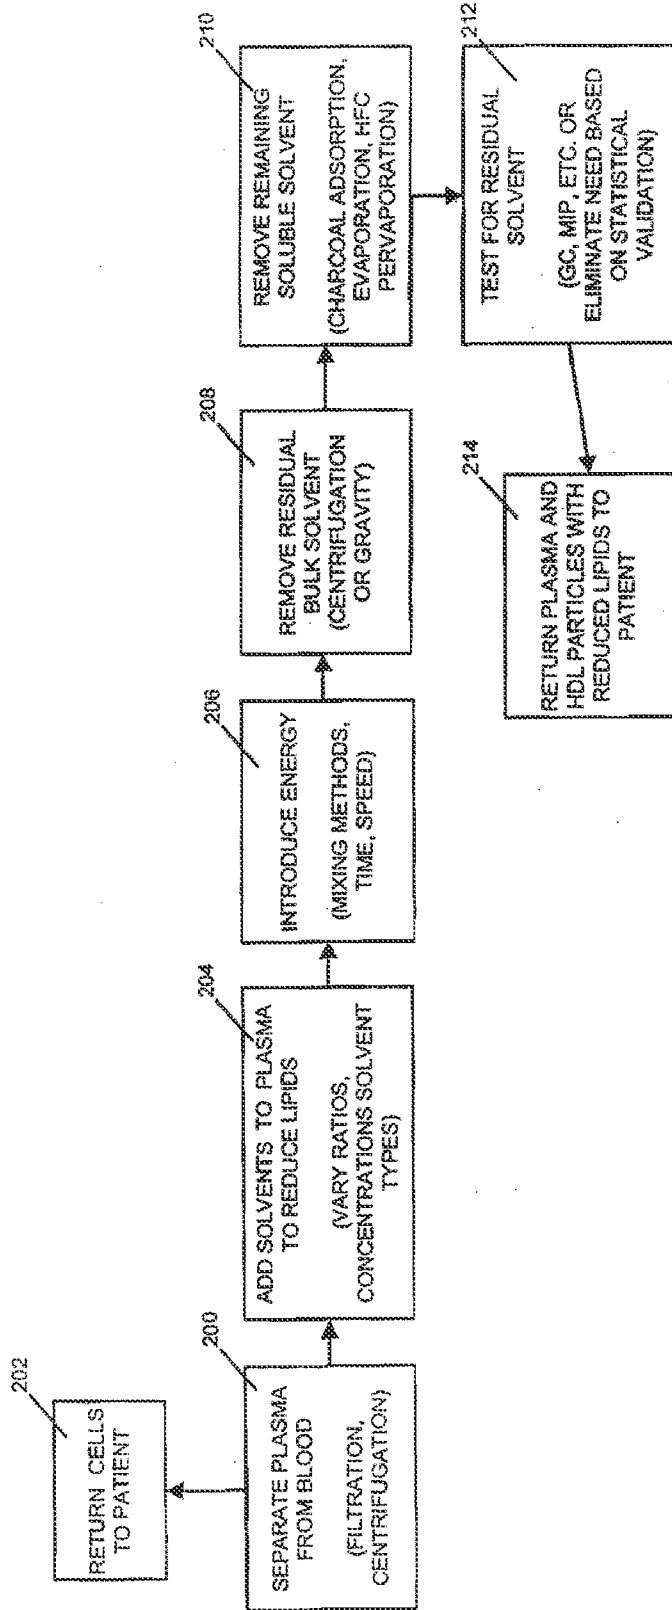 202
RETURN CELLS
TO PATIENT
200
SEPARATE PLASMA
FROM BLOOD
(FILTRATION,
CENTRIFUGATION)
204
ADD SOLVENTS TO PLASMA
TO REDUCE LIPIDS
(VARY RATIOS,
CONCENTRATIONS SOLVENT
TYPES)
206
INTRODUCE ENERGY
(MIXING METHODS,
TIME, SPEED)
208
REMOVE RESIDUAL
BULK SOLVENT
(CENTRIFUGATION
OR GRAVITY)
210
REMOVE REMAINING
SOLUBLE SOLVENT
(CHARCOAL ADSORPTION,
EVAPORATION, HFC
PERVAPORATION)
212
TEST FOR RESIDUAL
SOLVENT
(GC, MIP, ETC. OR
ELIMINATE NEED BASED
ON STATISTICAL
VALIDATION)
214
RETURN PLASMA AND
HDL PARTICLES WITH
REDUCED LIPIDS TO
PATIENT